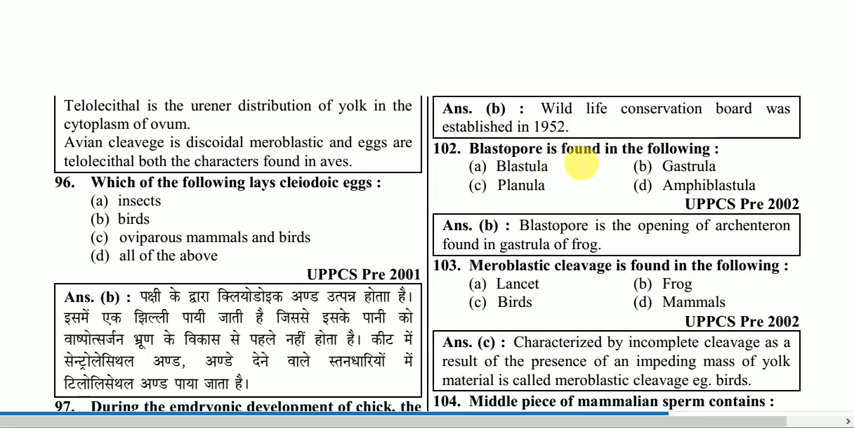 Telolecithal is the urener distribution of yolk in the
cytoplasm of ovum.
Avian cleavege is discoidal meroblastic and eggs are
telolecithal both the characters found in aves.
96. Which of the following lays cleiodoic eggs :
(a) insects
(b) birds
(c) oviparous mammals and birds
(d) all of the above
UPPCS Pre 2001
Ans. (b) : पक्षी के द्वारा क्लियोडोइक अण्ड उत्पन्न होताा है।
इसमें एक झिल्ली पायी जाती है जिससे इसके पानी को
वाष्पोत्सर्जन भ्रूण के विकास से पहले नहीं होता है। कीट में
सेन्ट्रोलेसिथल अण्ड, अण्डे देने वाले स्तनधारियों में
टिलोलिसेथल अण्ड पाया जाता है।
97. During the emdryonic development of chick, the
Ans. (b) : Wild life conservation board was
established in 1952.
102. Blastopore is found in the following :
(a) Blastula (b) Gastrula
(c) Planula (d) Amphiblastula
UPPCS Pre 2002
Ans. (b) : Blastopore is the opening of archenteron
found in gastrula of frog.
103. Meroblastic cleavage is found in the following :
(a) Lancet (b) Frog
(c) Birds (d) Mammals
UPPCS Pre 2002
Ans. (c) : Characterized by incomplete cleavage as a
result of the presence of an impeding mass of yolk
material is called meroblastic cleavage eg. birds.
104. Middle piece of mammalian sperm contains :